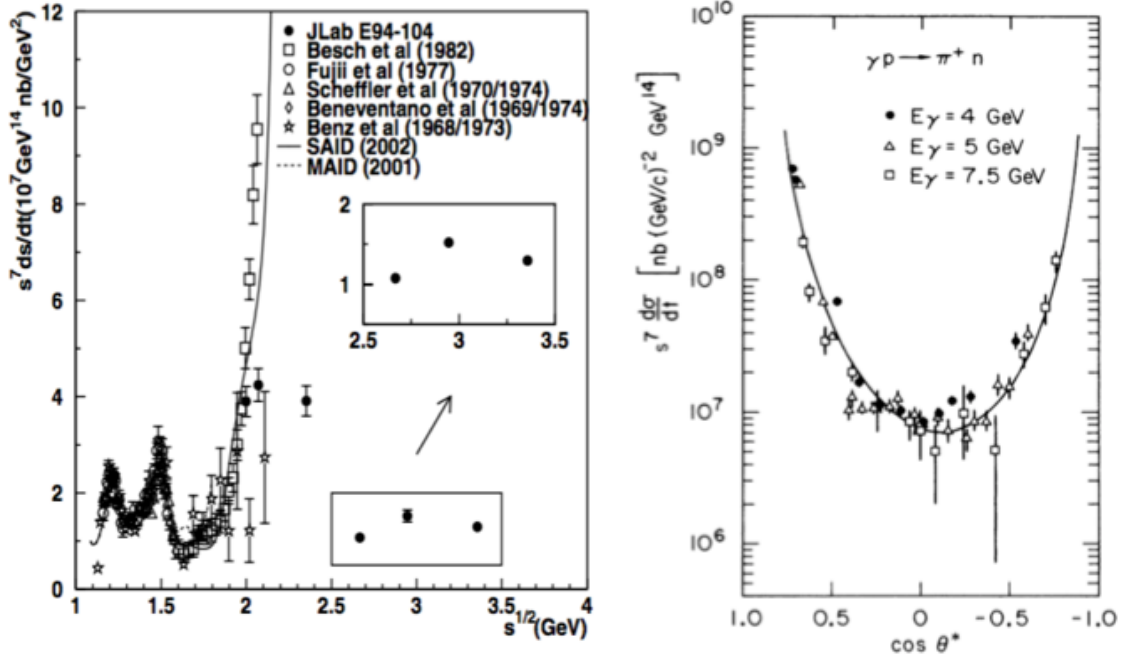 s⁷ds/dt(10⁷GeV¹⁴nb/GeV²)
12
10
8
6
4
2
0
JLab E94-104
Besch et al (1982)
Fujii et al (1977)
Scheffler et al (1970/1974)
Beneventano et al (1969/1974)
Benz et al (1968/1973)
SAID (2002)
MAID (2001)
2
1
2.5 3 3.5
1 1.5 2 2.5 3 3.5 4
s^{1/2}(GeV)
s⁷ dσ/dt [nb (GeV/c)⁻² GeV¹⁴]
10¹⁰
10⁹
10⁸
10⁷
10⁶
γp → π⁺ n
Eγ = 4 GeV
Eγ = 5 GeV
Eγ = 7.5 GeV
1.0 0.5 0 -0.5 -1.0
cos θ*